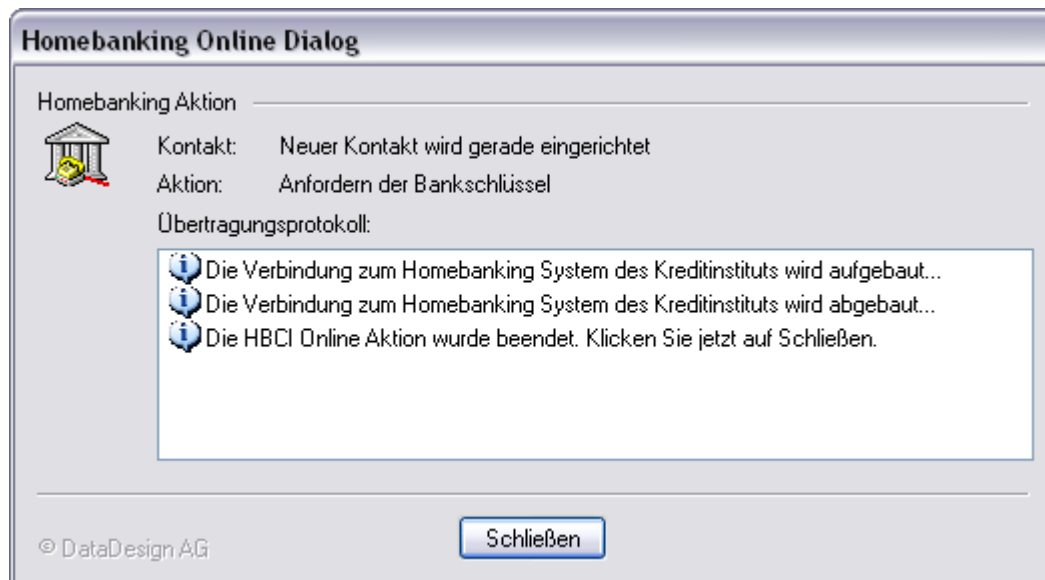 Homebanking Online Dialog
Homebanking Aktion
Kontakt: Neuer Kontakt wird gerade eingerichtet
Aktion: Anfordern der Bankschlüssel
Übertragungsprotokoll:
Die Verbindung zum Homebanking System des Kreditinstituts wird aufgebaut...
Die Verbindung zum Homebanking System des Kreditinstituts wird abgebaut...
Die HBCI Online Aktion wurde beendet. Klicken Sie jetzt auf Schließen.
Schließen
© DataDesign AG